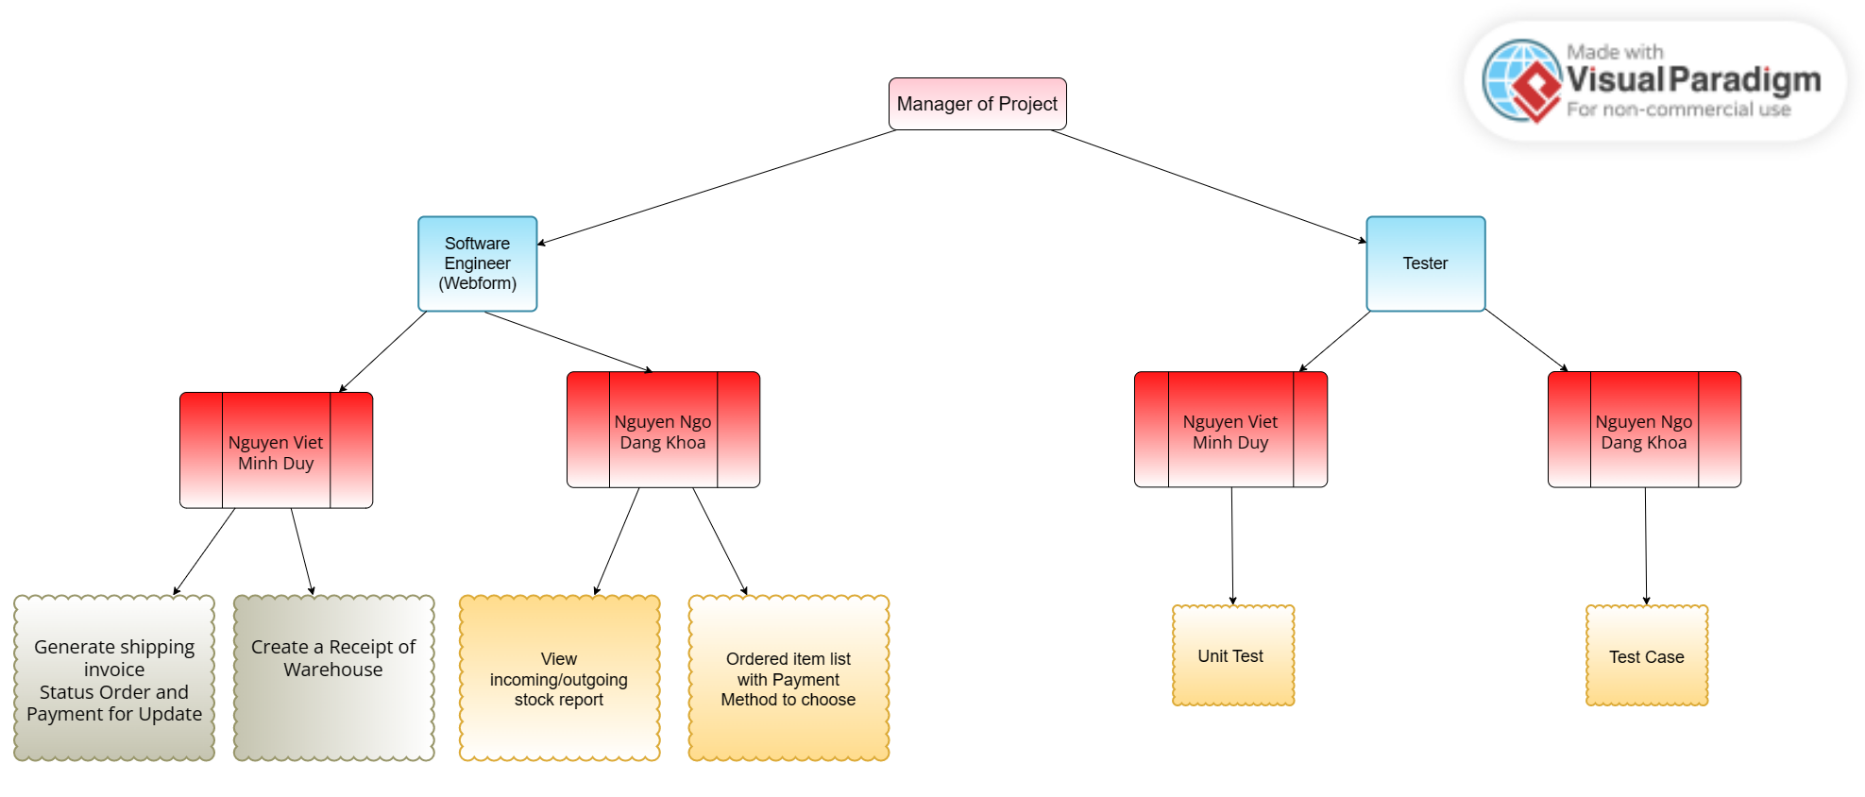 Made with
Visual Paradigm
For non-commercial use
Manager of Project
Software
Engineer
(Webform)
Tester
Nguyen Viet
Minh Duy
Nguyen Ngo
Dang Khoa
Nguyen Viet
Minh Duy
Nguyen Ngo
Dang Khoa
Generate shipping
invoice
Status Order and
Payment for Update
Create a Receipt of
Warehouse
View
incoming/outgoing
stock report
Ordered item list
with Payment
Method to choose
Unit Test
Test Case